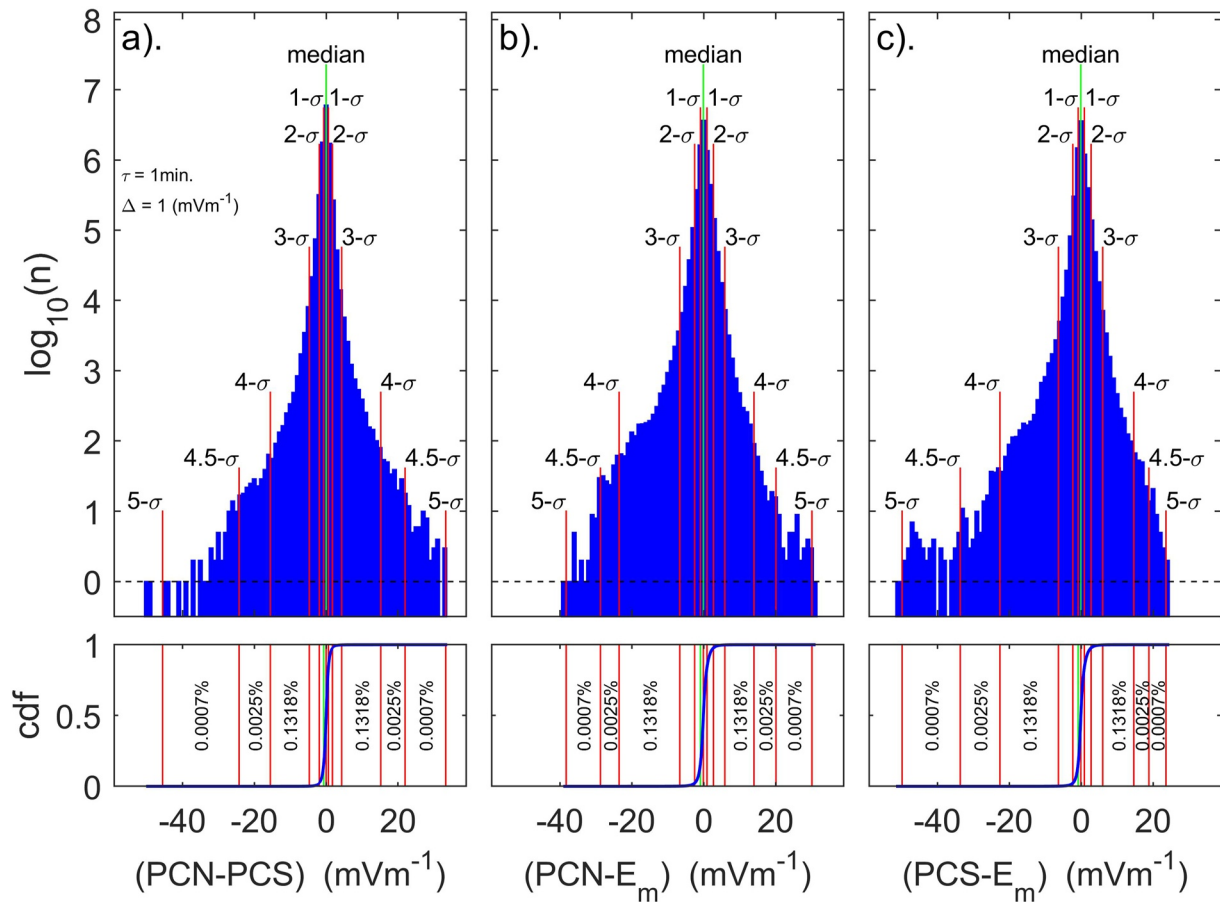 a).
median
1-σ 1-σ
2-σ 2-σ
τ = 1min.
Δ = 1 (mVm⁻¹)
3-σ 3-σ
4-σ 4-σ
4.5-σ 4.5-σ
5-σ 5-σ
b).
median
1-σ 1-σ
2-σ 2-σ
3-σ 3-σ
4-σ 4-σ
4.5-σ 4.5-σ
5-σ 5-σ
c).
median
1-σ 1-σ
2-σ 2-σ
3-σ 3-σ
4-σ 4-σ
4.5-σ 4.5-σ
5-σ 5-σ
log₁₀(n)
8
7
6
5
4
3
2
1
0
cdf
1
0.5
0
0.0007% 0.0025% 0.1318% 0.1318% 0.0025% 0.0007%
0.0007% 0.0025% 0.1318% 0.1318% 0.0025% 0.0007%
0.0007% 0.0025% 0.1318% 0.1318% 0.0025% 0.0007%
-40 -20 0 20
-40 -20 0 20
-40 -20 0 20
(PCN-PCS) (mVm⁻¹)
(PCN-Eₘ) (mVm⁻¹)
(PCS-Eₘ) (mVm⁻¹)